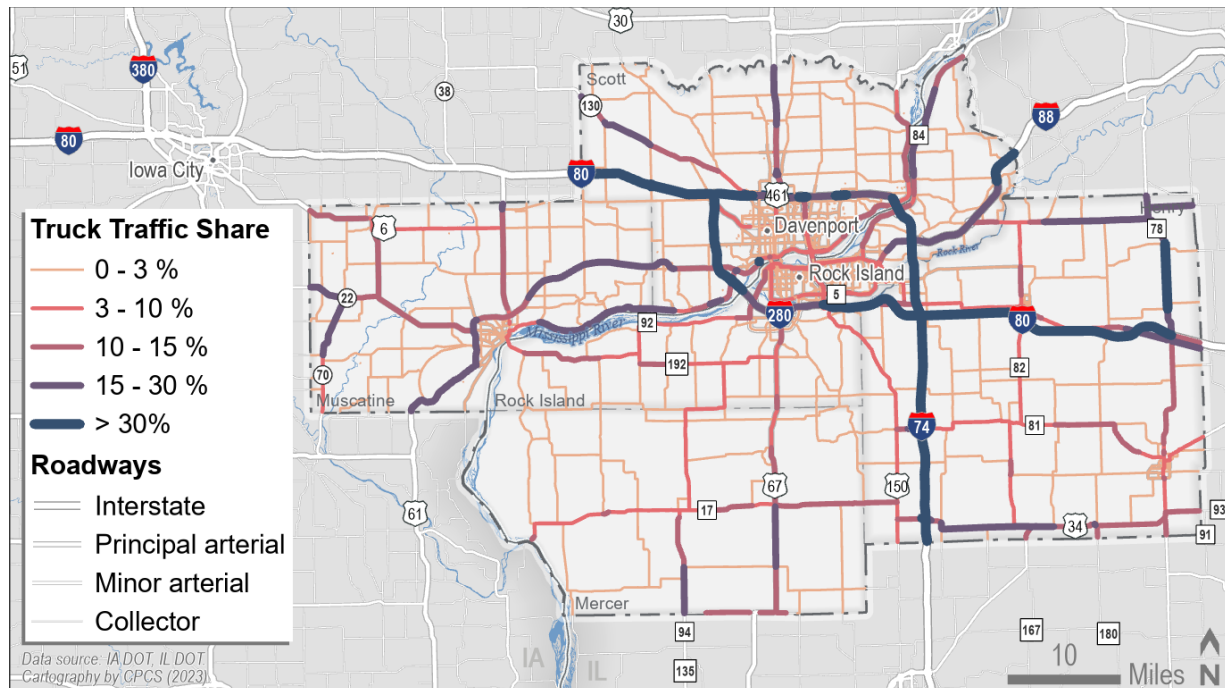 30
51
380
38
Scott
130
88
84
80
Iowa City
80
461
Henry
Truck Traffic Share
6
Davenport
78
0 - 3 %
Rock River
3 - 10 %
22
Rock Island
5
10 - 15 %
280
80
Mississippi River
92
15 - 30 %
192
82
70
> 30%
Muscatine
Rock Island
74
81
Roadways
Interstate
67
150
61
17
34
93
Principal arterial
91
Minor arterial
Mercer
Collector
94
167
180
Data source: IA DOT, IL DOT
Cartography by CPCS (2023)
IA
IL
135
10
Miles
N